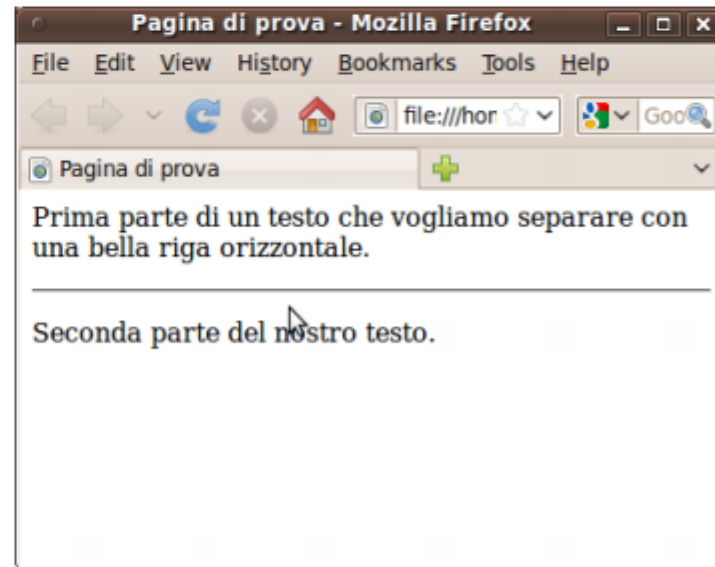 Pagina di prova - Mozilla Firefox
File Edit View History Bookmarks Tools Help
file:///hor Goo
Pagina di prova
Prima parte di un testo che vogliamo separare con
una bella riga orizzontale.
Seconda parte del nostro testo.